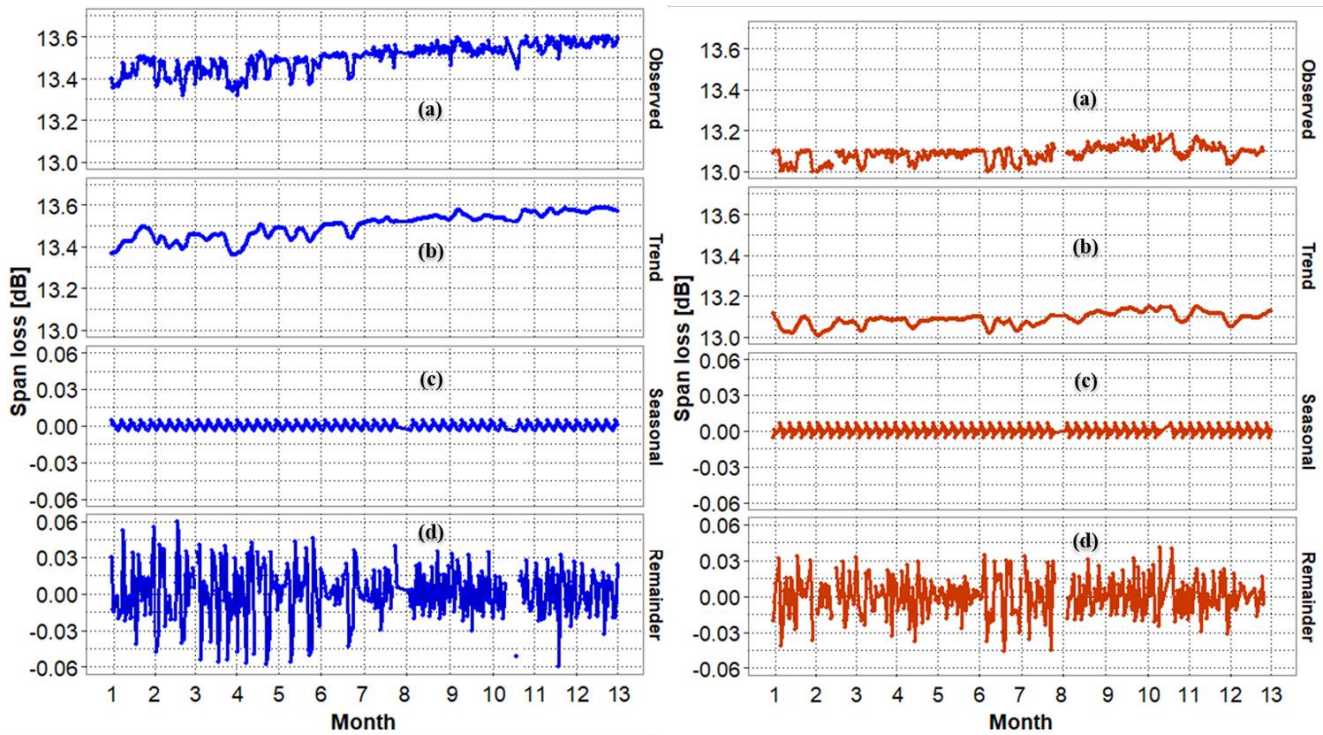 13.6
13.4
13.2
13.0
(a)
Observed
13.6
13.4
13.2
13.0
(b)
Trend
0.06
0.03
0.00
-0.03
-0.06
(c)
Seasonal
0.06
0.03
0.00
-0.03
-0.06
(d)
Remainder
Span loss [dB]
1 2 3 4 5 6 7 8 9 10 11 12 13
Month
13.6
13.4
13.2
13.0
(a)
Observed
13.6
13.4
13.2
13.0
(b)
Trend
0.06
0.03
0.00
-0.03
-0.06
(c)
Seasonal
0.06
0.03
0.00
-0.03
-0.06
(d)
Remainder
Span loss [dB]
1 2 3 4 5 6 7 8 9 10 11 12 13
Month